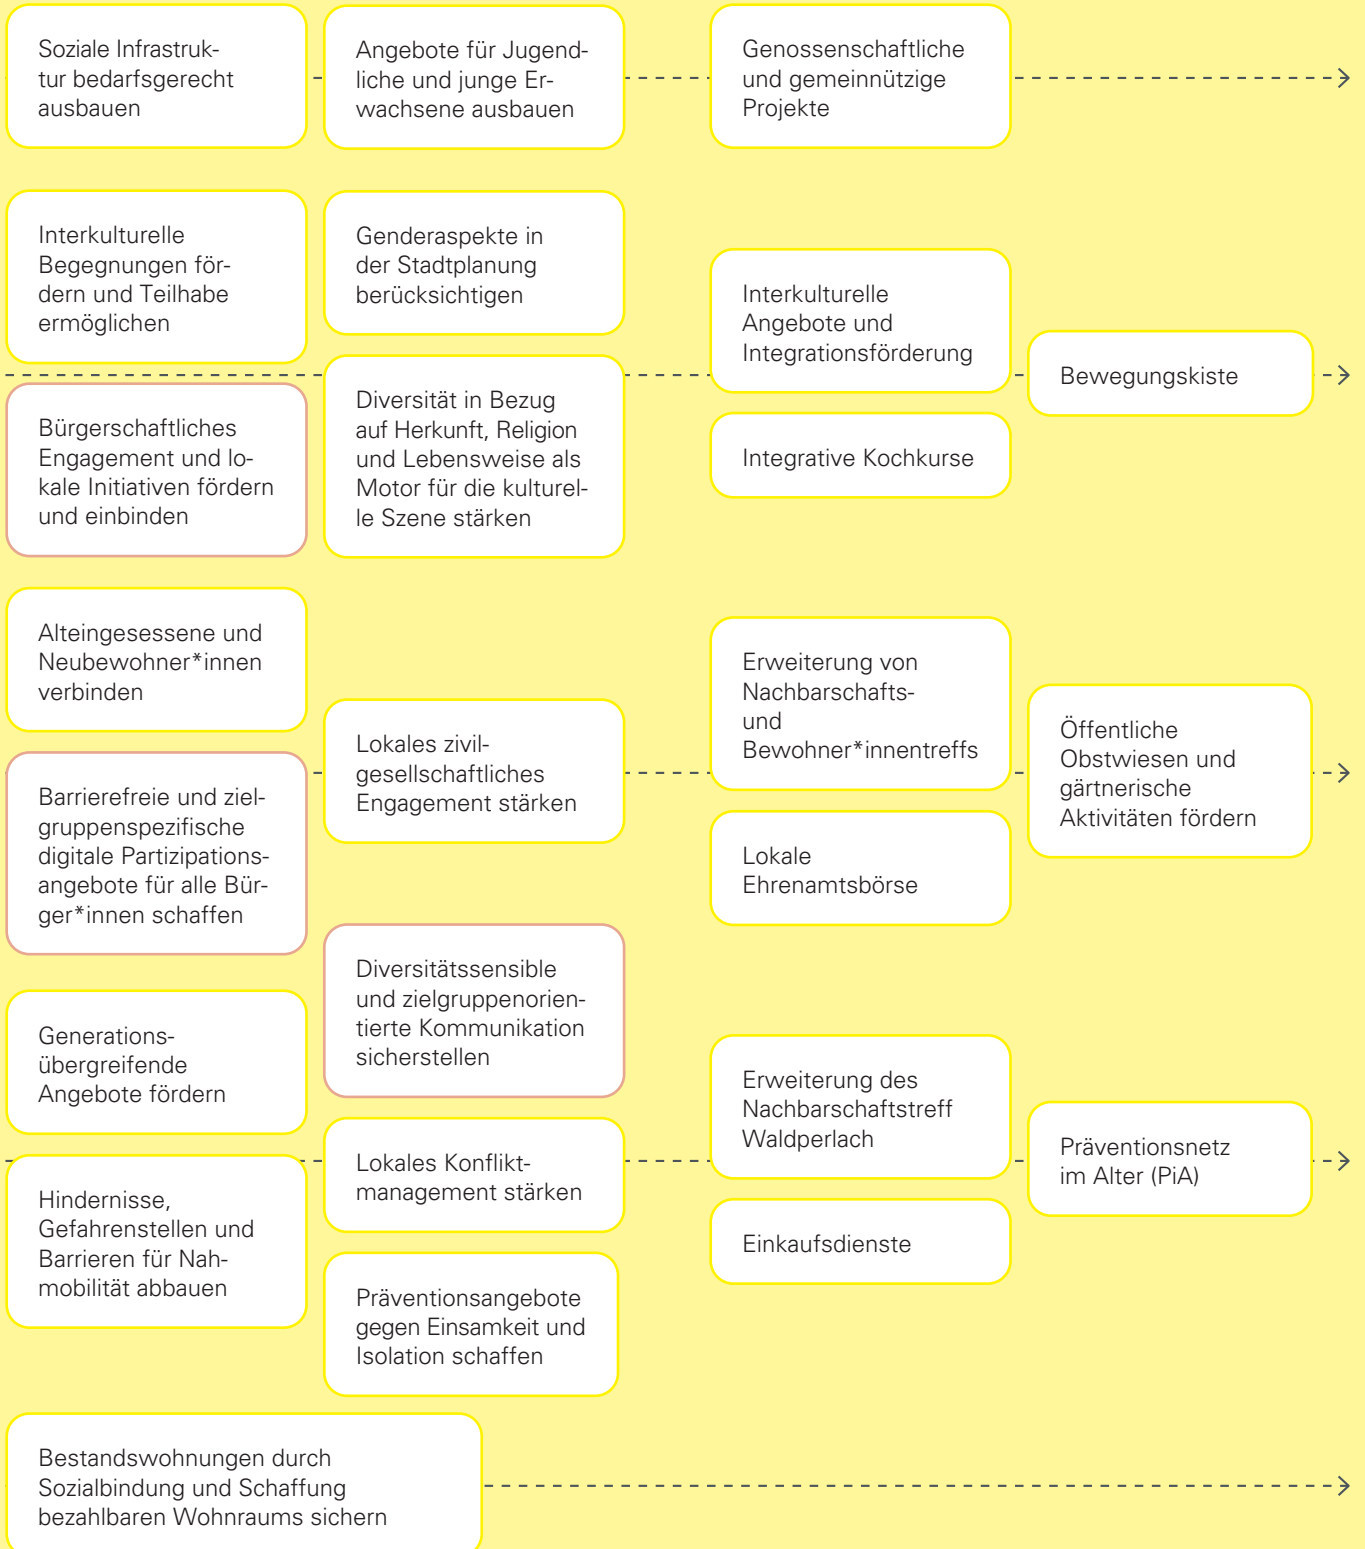 Soziale Infrastruk-
tur bedarfsgerecht
ausbauen
Angebote für Jugend-
liche und junge Er-
wachsene ausbauen
Genossenschaftliche
und gemeinnützige
Projekte
Interkulturelle
Begegnungen för-
dern und Teilhabe
ermöglichen
Bürgerschaftliches
Engagement und lo-
kale Initiativen fördern
und einbinden
Genderaspekte in
der Stadtplanung
berücksichtigen
Diversität in Bezug
auf Herkunft, Religion
und Lebensweise als
Motor für die kulturel-
le Szene stärken
Interkulturelle
Angebote und
Integrationsförderung
Integrative Kochkurse
Bewegungskiste
Alteingesessene und
Neubewohner*innen
verbinden
Barrierefreie und ziel-
gruppenspezifische
digitale Partizipations-
angebote für alle Bür-
ger*innen schaffen
Lokales zivil-
gesellschaftliches
Engagement stärken
Erweiterung von
Nachbarschafts-
und
Bewohner*innentreffs
Lokale
Ehrenamtsbörse
Öffentliche
Obstwiesen und
gärtnerische
Aktivitäten fördern
Diversitätssensible
und zielgruppenorien-
tierte Kommunikation
sicherstellen
Generations-
übergreifende
Angebote fördern
Hindernisse,
Gefahrenstellen und
Barrieren für Nah-
mobilität abbauen
Lokales Konflikt-
management stärken
Präventionsangebote
gegen Einsamkeit und
Isolation schaffen
Erweiterung des
Nachbarschaftstreff
Waldperlach
Einkaufsdienste
Präventionsnetz
im Alter (PiA)
Bestandswohnungen durch
Sozialbindung und Schaffung
bezahlbaren Wohnraums sichern